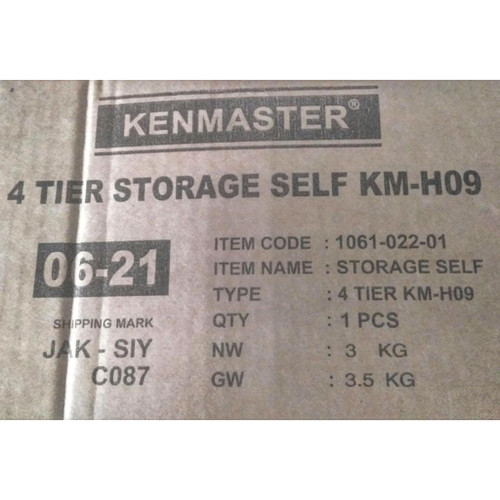 KENMASTER®
4 TIER STORAGE SELF KM-H09
06-21
SHIPPING MARK
JAK - SIY
C087
ITEM CODE : 1061-022-01
ITEM NAME : STORAGE SELF
TYPE : 4 TIER KM-H09
QTY : 1 PCS
NW : 3 KG
GW : 3.5 KG